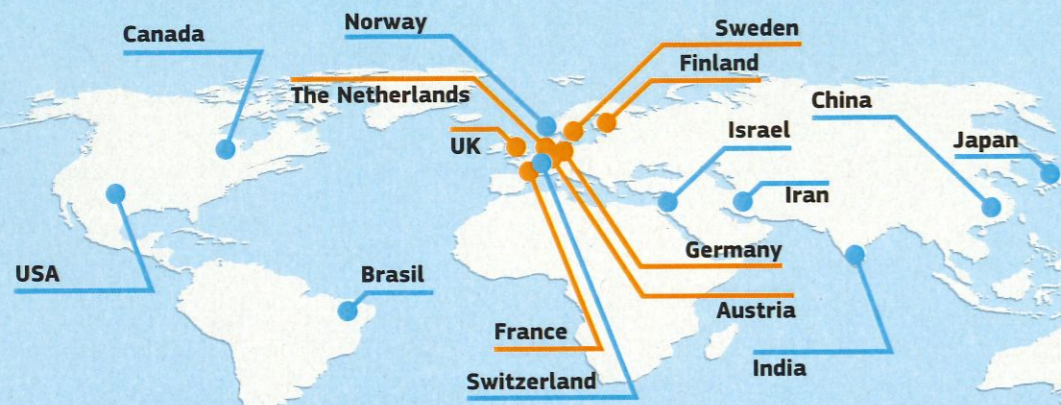 Canada
Norway
Sweden
Finland
The Netherlands
China
UK
Israel
Japan
Iran
USA
Brasil
Germany
Austria
France
India
Switzerland